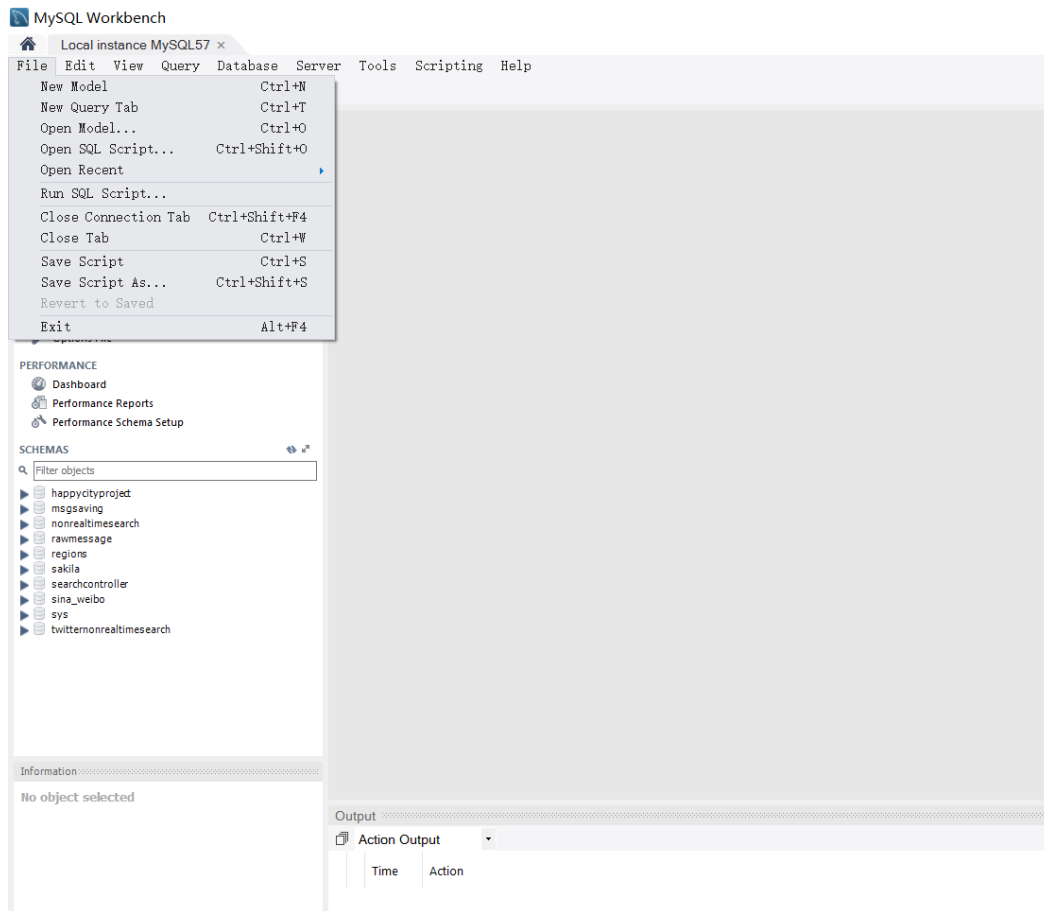 MySQL Workbench
Local instance MySQL57 ×
File Edit View Query Database Server Tools Scripting Help
New Model Ctrl+N
New Query Tab Ctrl+T
Open Model... Ctrl+O
Open SQL Script... Ctrl+Shift+O
Open Recent
Run SQL Script...
Close Connection Tab Ctrl+Shift+F4
Close Tab Ctrl+W
Save Script Ctrl+S
Save Script As... Ctrl+Shift+S
Revert to Saved
Exit Alt+F4
Options File
PERFORMANCE
Dashboard
Performance Reports
Performance Schema Setup
SCHEMAS
Filter objects
happycityproject
msgsaving
nonrealtimesearch
rawmessage
regions
sakila
searchcontroller
sina_weibo
sys
twitternonrealtimesearch
Information
No object selected
Output
Action Output
Time Action